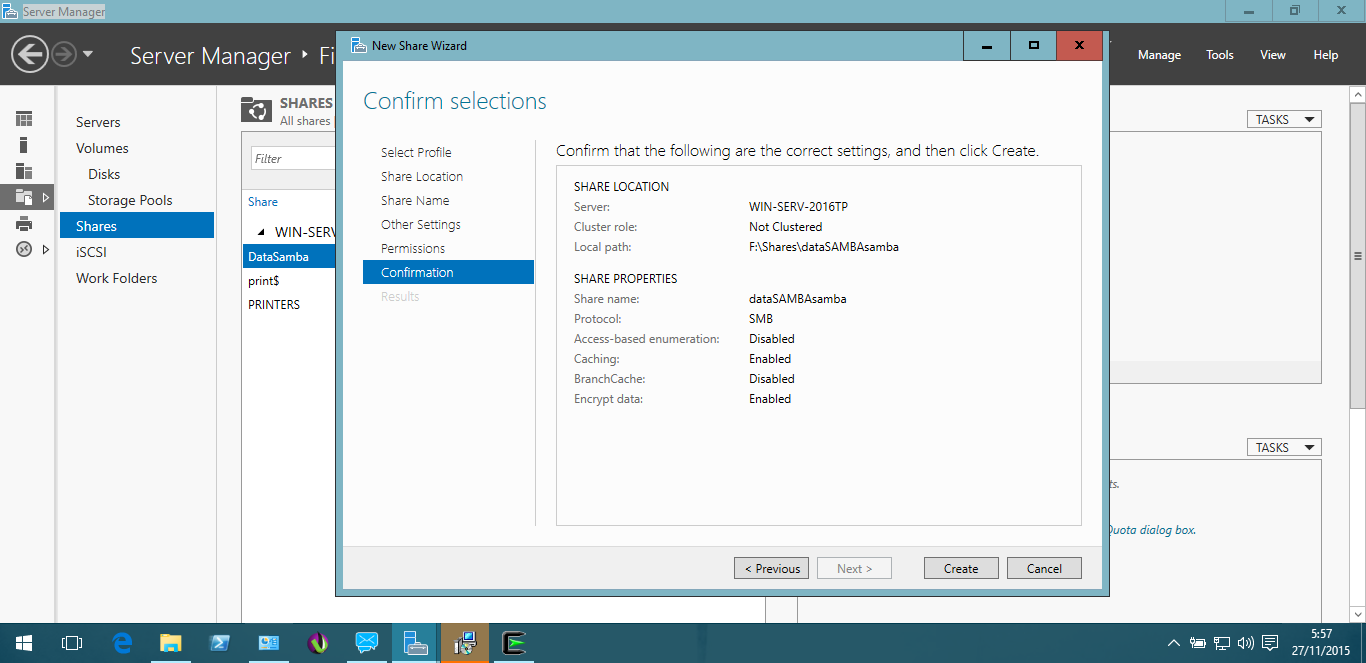 Server Manager
Server Manager
Manage
Tools
View
Help
Servers
Volumes
Disks
Storage Pools
Shares
iSCSI
Work Folders
SHARES
All shares
Filter
Share
WIN-SERV
DataSamba
print$
PRINTERS
New Share Wizard
Confirm selections
Select Profile
Share Location
Share Name
Other Settings
Permissions
Confirmation
Results
Confirm that the following are the correct settings, and then click Create.
SHARE LOCATION
Server: WIN-SERV-2016TP
Cluster role: Not Clustered
Local path: F:\Shares\dataSAMBAsamba
SHARE PROPERTIES
Share name: dataSAMBAsamba
Protocol: SMB
Access-based enumeration: Disabled
Caching: Enabled
BranchCache: Disabled
Encrypt data: Enabled
< Previous
Next >
Create
Cancel
TASKS
TASKS
ts.
Quota dialog box.
5:57
27/11/2015